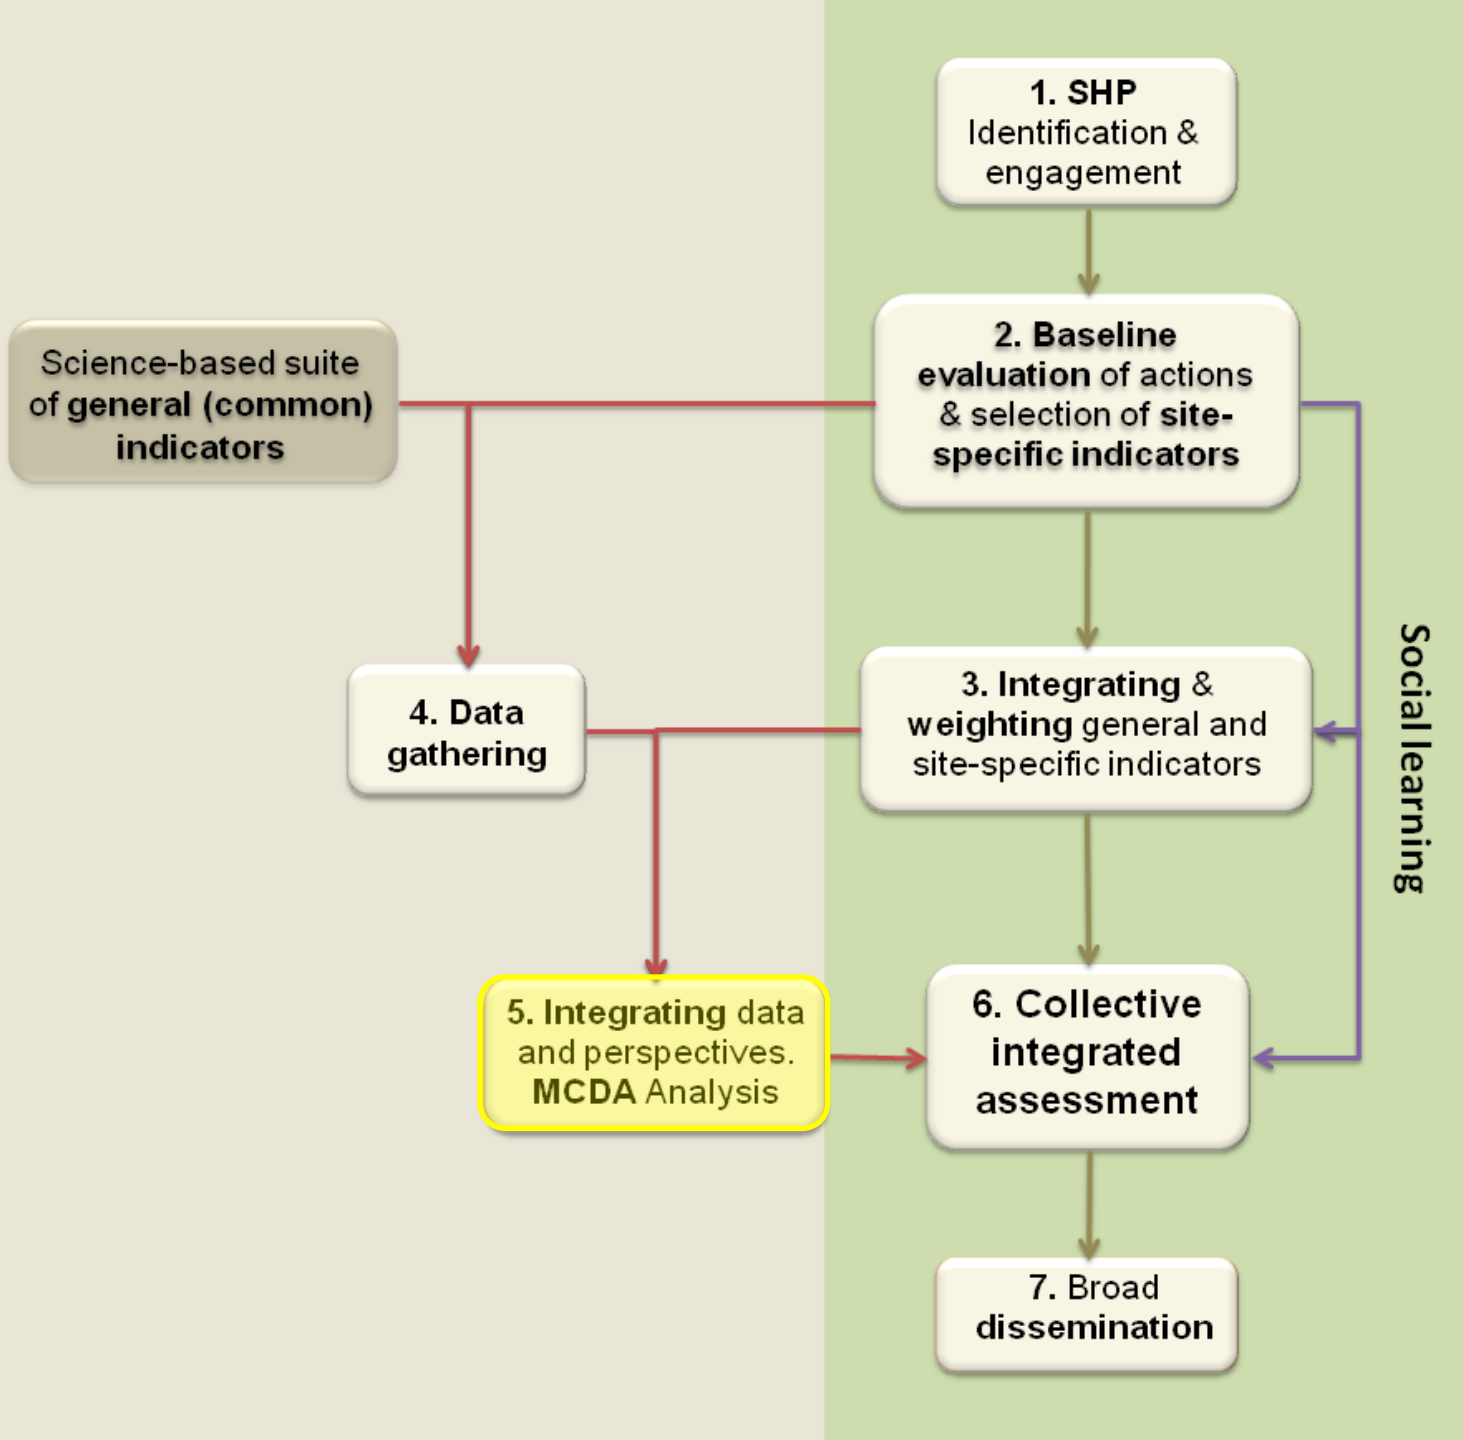 1. SHP
Identification &
engagement
2. Baseline
evaluation of actions
& selection of site-
specific indicators
Science-based suite
of general (common)
indicators
3. Integrating &
weighting general and
site-specific indicators
4. Data
gathering
Social learning
5. Integrating data
and perspectives.
MCDA Analysis
6. Collective
integrated
assessment
7. Broad
dissemination